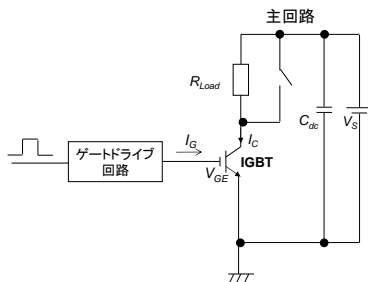 主回路
R_Load
C_dc
V_S
I_G
I_C
ゲートドライブ
回路
V_GE
IGBT